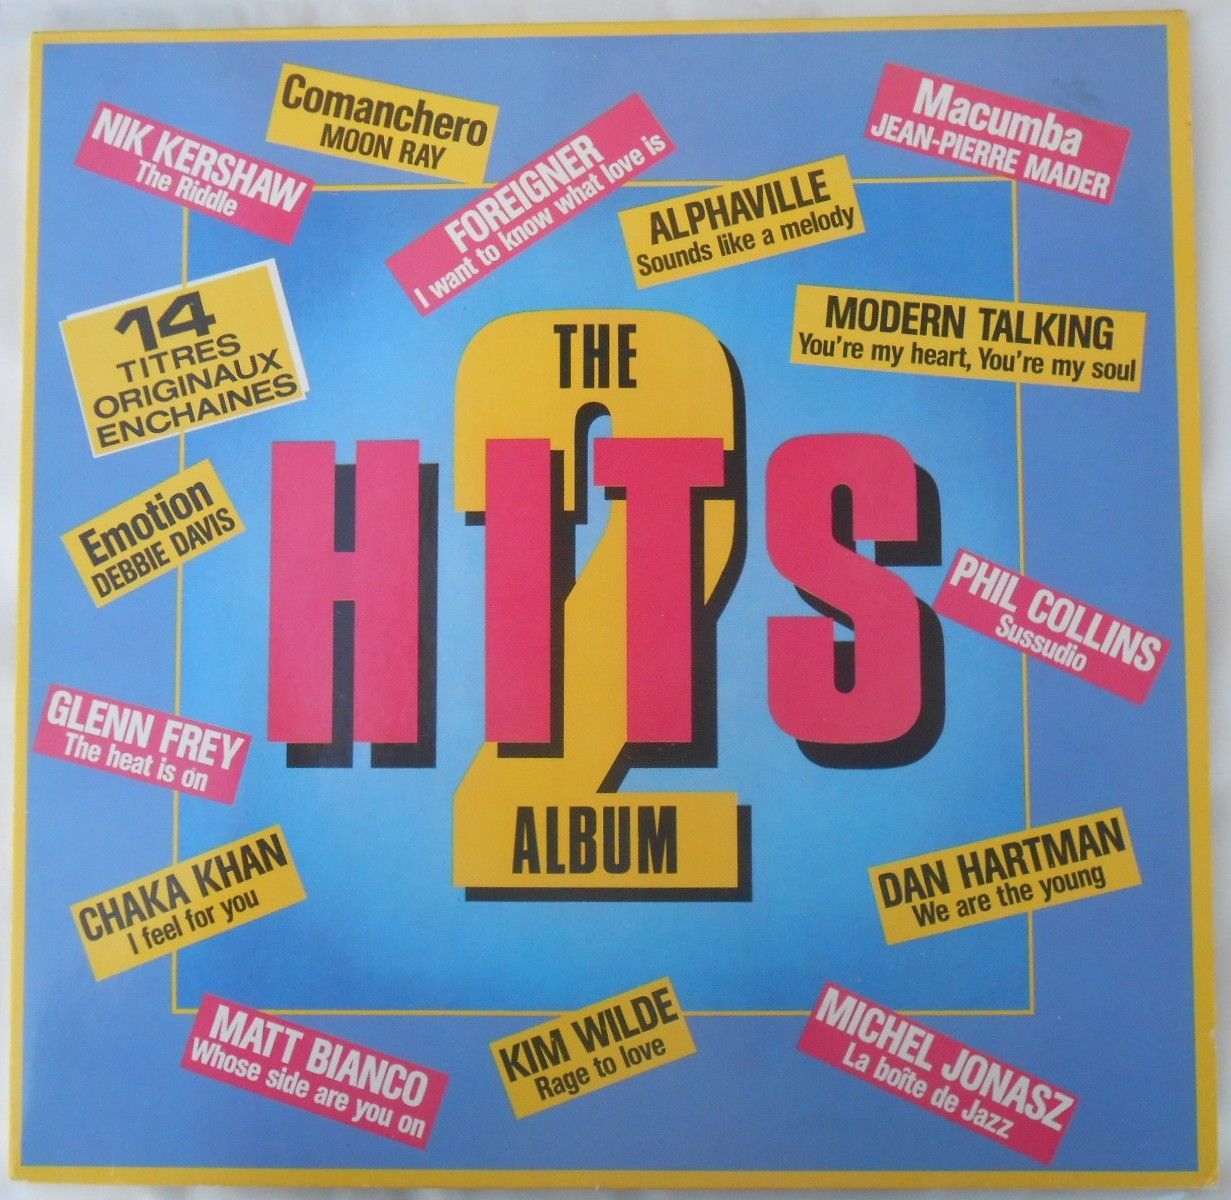 NIK KERSHAW
The Riddle
Comanchero
MOON RAY
FOREIGNER
I want to know what love is
ALPHAVILLE
Sounds like a melody
Macumba
JEAN-PIERRE MADER
14
TITRES
ORIGINAUX
ENCHAINES
MODERN TALKING
You're my heart, You're my soul
THE
2
HITS
ALBUM
Emotion
DEBBIE DAVIS
PHIL COLLINS
Sussudio
GLENN FREY
The heat is on
CHAKA KHAN
I feel for you
DAN HARTMAN
We are the young
MATT BIANCO
Whose side are you on
KIM WILDE
Rage to love
MICHEL JONASZ
La boîte de Jazz